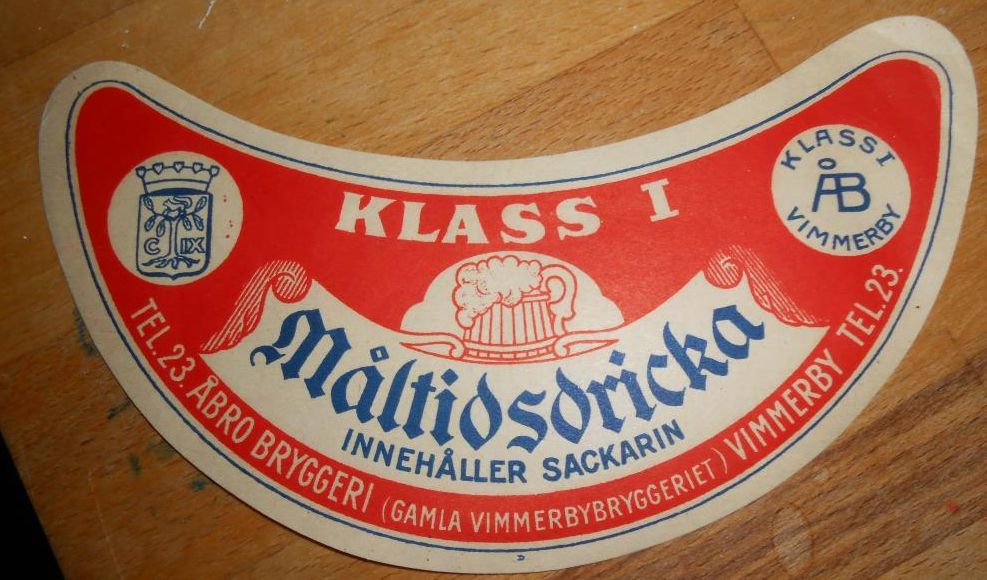 KLASS I
C IX
KLASS I
ÅB
VIMMERBY
Måltidsdricka
INNEHÅLLER SACKARIN
TEL. 23. ÅBRO BRYGGERI (GAMLA VIMMERBYBRYGGERIET) VIMMERBY TEL. 23.